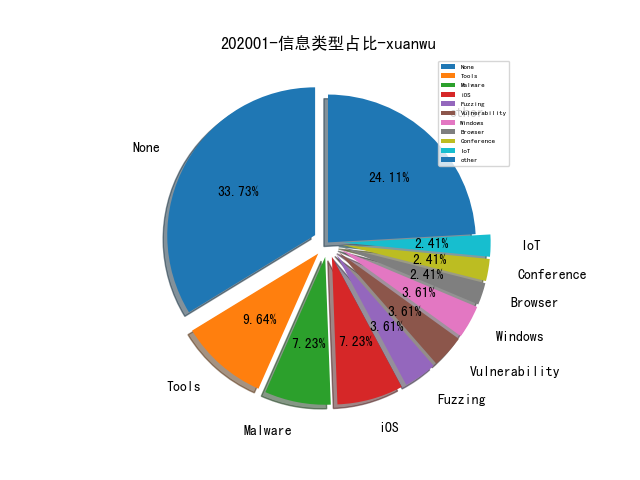 202001-信息类型占比-xuanwu
None
Tools
Malware
iOS
Fuzzing
Vulnerability
Windows
Browser
Conference
IoT
other
24.11%
None
33.73%
2.41%
IoT
2.41%
Conference
2.41%
Browser
3.61%
Windows
3.61%
Vulnerability
3.61%
Fuzzing
9.64%
Tools
7.23%
Malware
7.23%
iOS